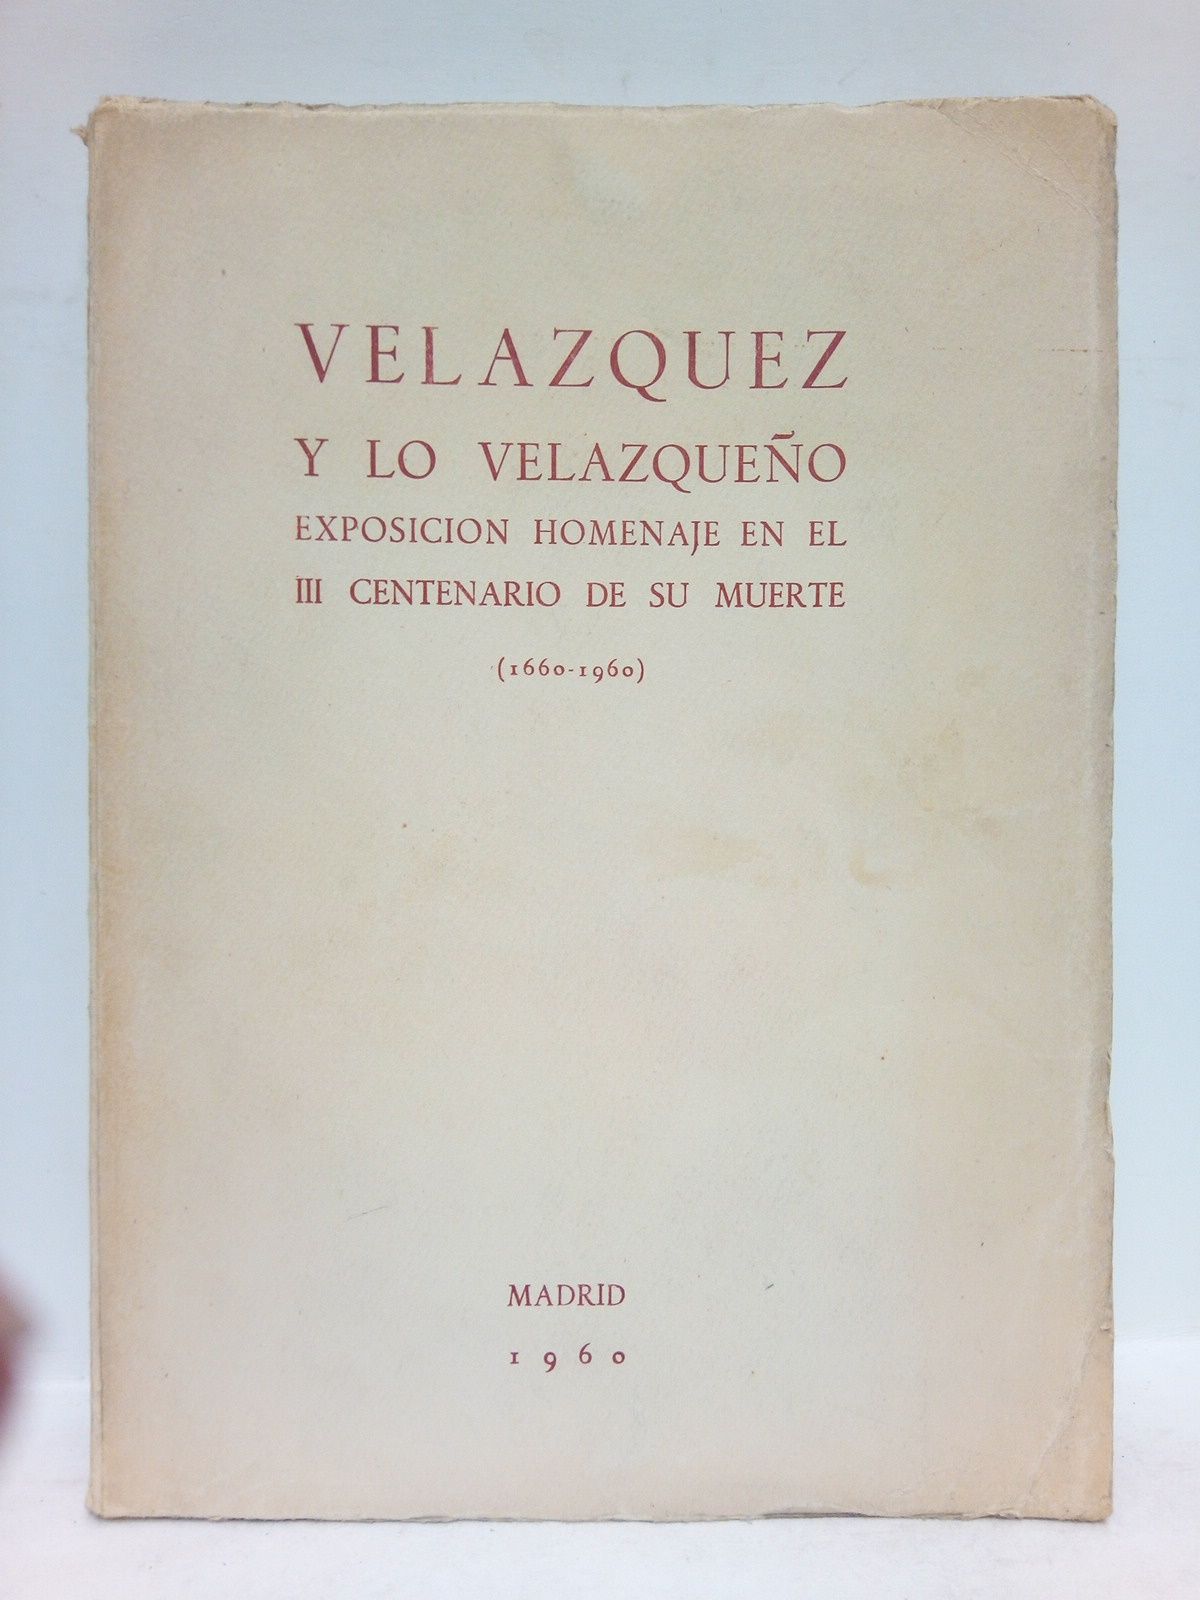 VELAZQUEZ
Y LO VELAZQUEÑO
EXPOSICION HOMENAJE EN EL
III CENTENARIO DE SU MUERTE
(1660-1960)
MADRID
1960